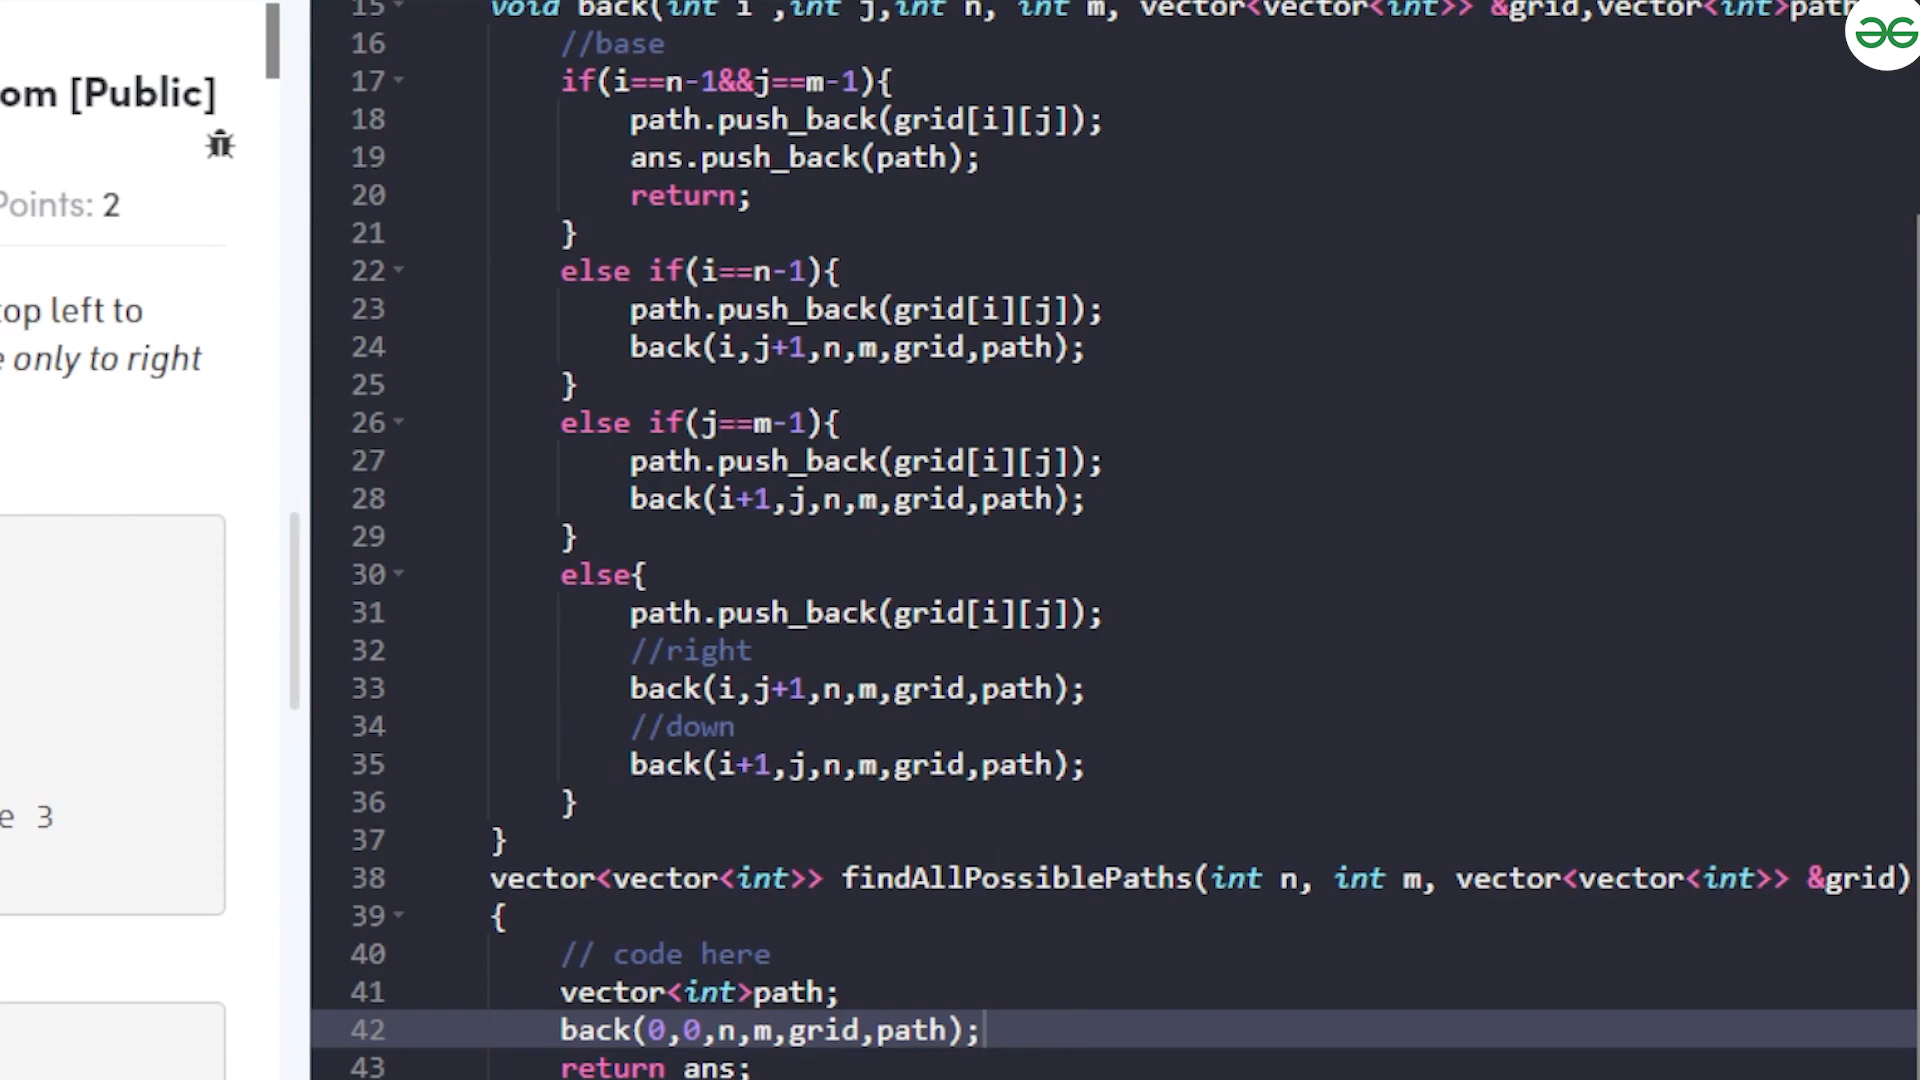 om [Public]
Points: 2
top left to
e only to right
e 3
15 void back(int i ,int j,int n, int m, vector<vector<int>> &grid,vector<int>path
16 //base
17 if(i==n-1&&j==m-1){
18 path.push_back(grid[i][j]);
19 ans.push_back(path);
20 return;
21 }
22 else if(i==n-1){
23 path.push_back(grid[i][j]);
24 back(i,j+1,n,m,grid,path);
25 }
26 else if(j==m-1){
27 path.push_back(grid[i][j]);
28 back(i+1,j,n,m,grid,path);
29 }
30 else{
31 path.push_back(grid[i][j]);
32 //right
33 back(i,j+1,n,m,grid,path);
34 //down
35 back(i+1,j,n,m,grid,path);
36 }
37 }
38 vector<vector<int>> findAllPossiblePaths(int n, int m, vector<vector<int>> &grid)
39 {
40 // code here
41 vector<int>path;
42 back(0,0,n,m,grid,path);
43 return ans;